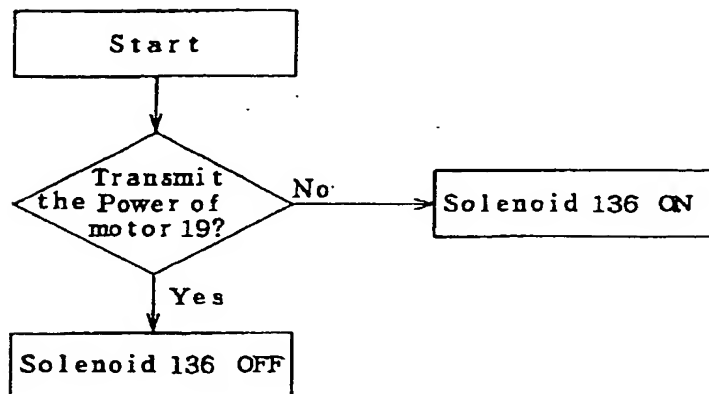 Start
Transmit
the Power of
motor 19?
No
Solenoid 136 ON
Yes
Solenoid 136 OFF